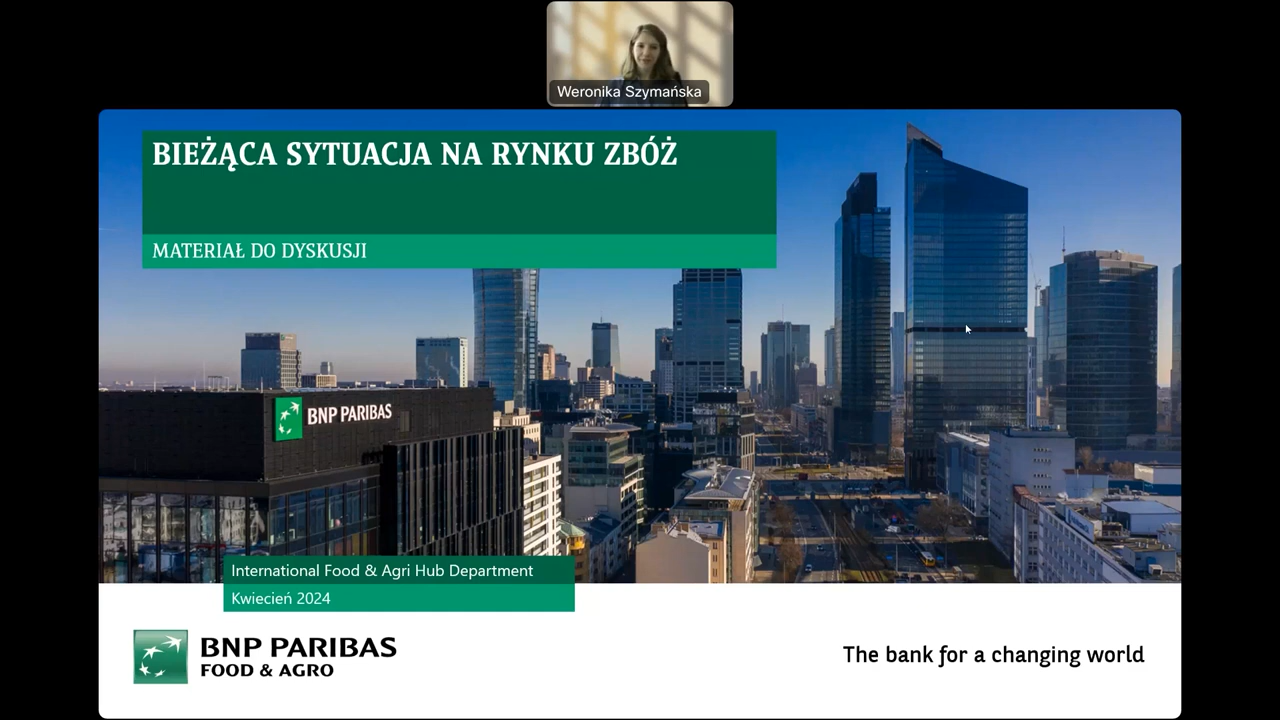 Weronika Szymańska
BIEŻĄCA SYTUACJA NA RYNKU ZBÓŻ
MATERIAŁ DO DYSKUSJI
BNP PARIBAS
International Food & Agri Hub Department
Kwiecień 2024
BNP PARIBAS
FOOD & AGRO
The bank for a changing world